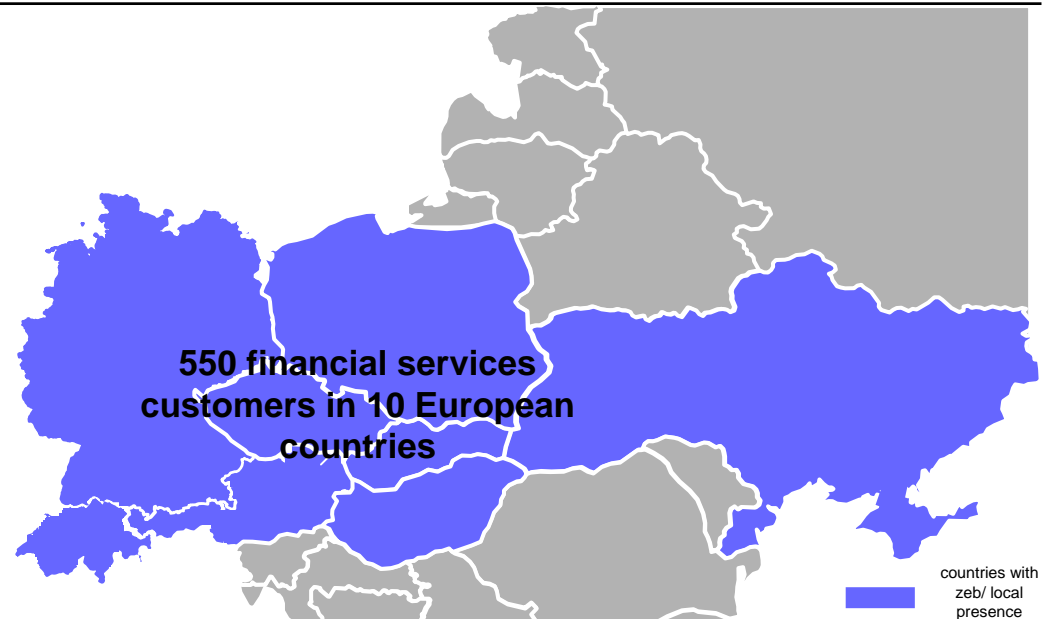 550 financial services
customers in 10 European
countries
countries with
zeb/ local
presence